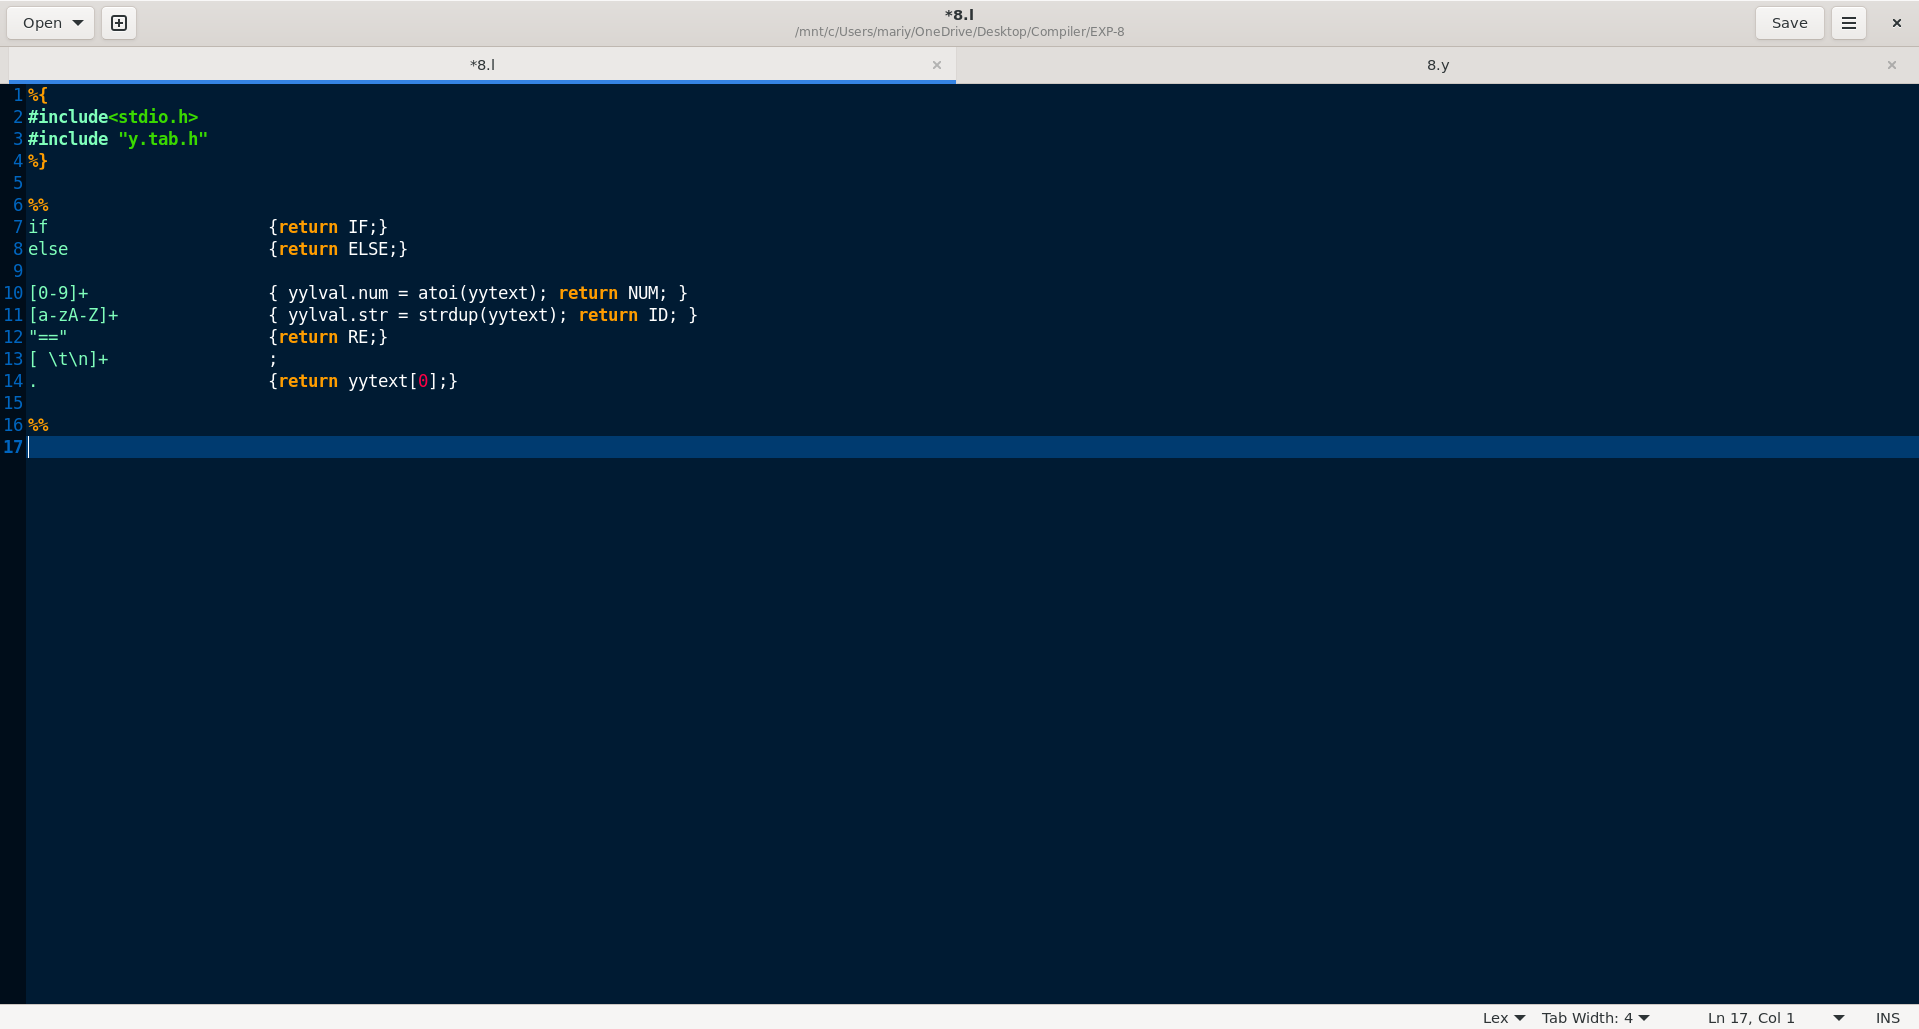 Open
*8.l
/mnt/c/Users/mariy/OneDrive/Desktop/Compiler/EXP-8
Save
*8.l
8.y
1 %{
2 #include<stdio.h>
3 #include "y.tab.h"
4 %}
5
6 %%
7 if {return IF;}
8 else {return ELSE;}
9
10 [0-9]+ { yylval.num = atoi(yytext); return NUM; }
11 [a-zA-Z]+ { yylval.str = strdup(yytext); return ID; }
12 "==" {return RE;}
13 [ \t\n]+ ;
14 . {return yytext[0];}
15
16 %%
17
Lex Tab Width: 4 Ln 17, Col 1 INS